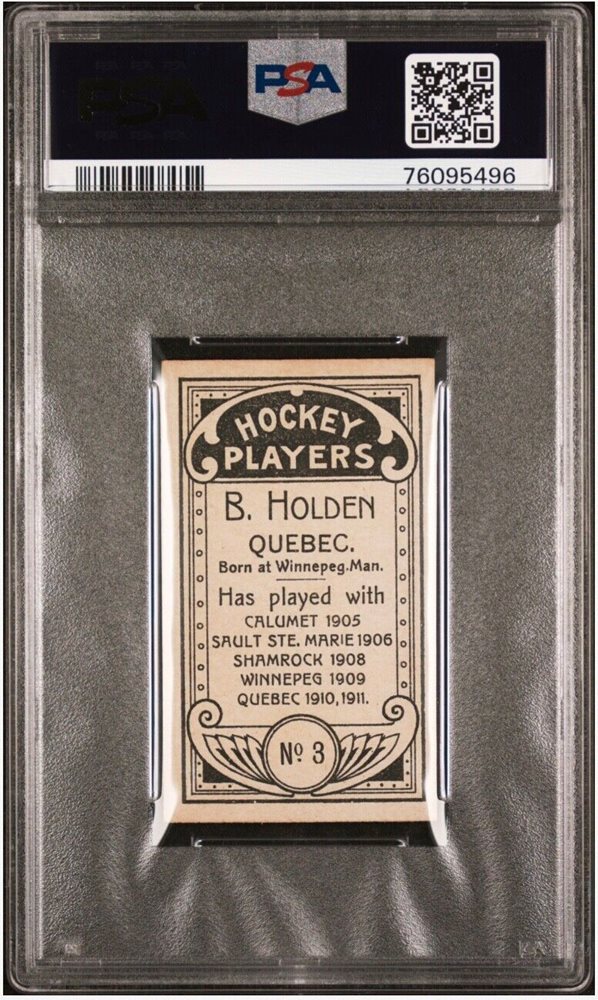 PSA
PSA
76095496
HOCKEY
PLAYERS
B. HOLDEN
QUEBEC.
Born at Winnepeg.Man.
Has played with
CALUMET 1905
SAULT STE. MARIE 1906
SHAMROCK 1908
WINNEPEG 1909
QUEBEC 1910, 1911.
Nº 3